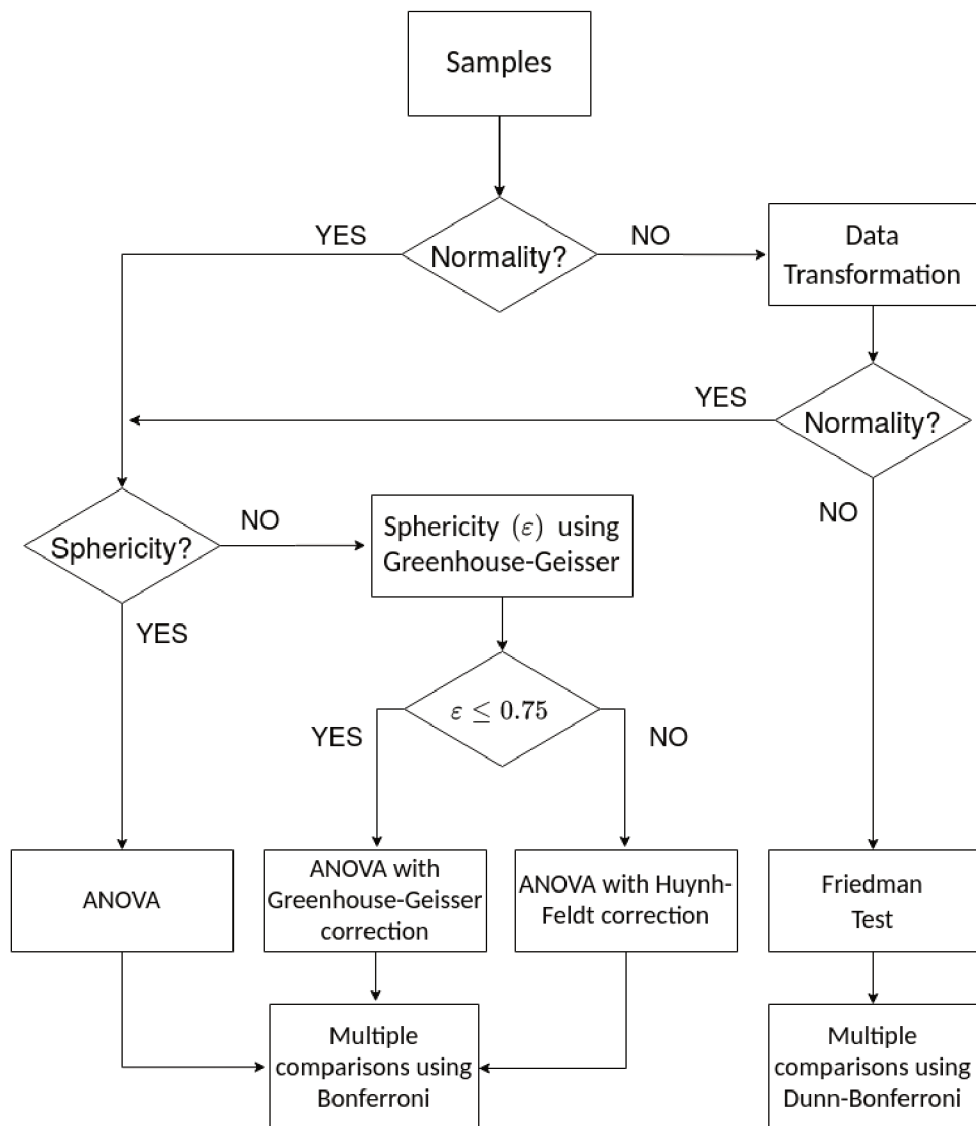 Samples
YES
Normality?
NO
Data
Transformation
YES
Normality?
NO
Sphericity?
NO
Sphericity (ε) using
Greenhouse-Geisser
YES
ε ≤ 0.75
YES
NO
ANOVA
ANOVA with
Greenhouse-Geisser
correction
ANOVA with Huynh-
Feldt correction
Friedman
Test
Multiple
comparisons using
Bonferroni
Multiple
comparisons using
Dunn-Bonferroni